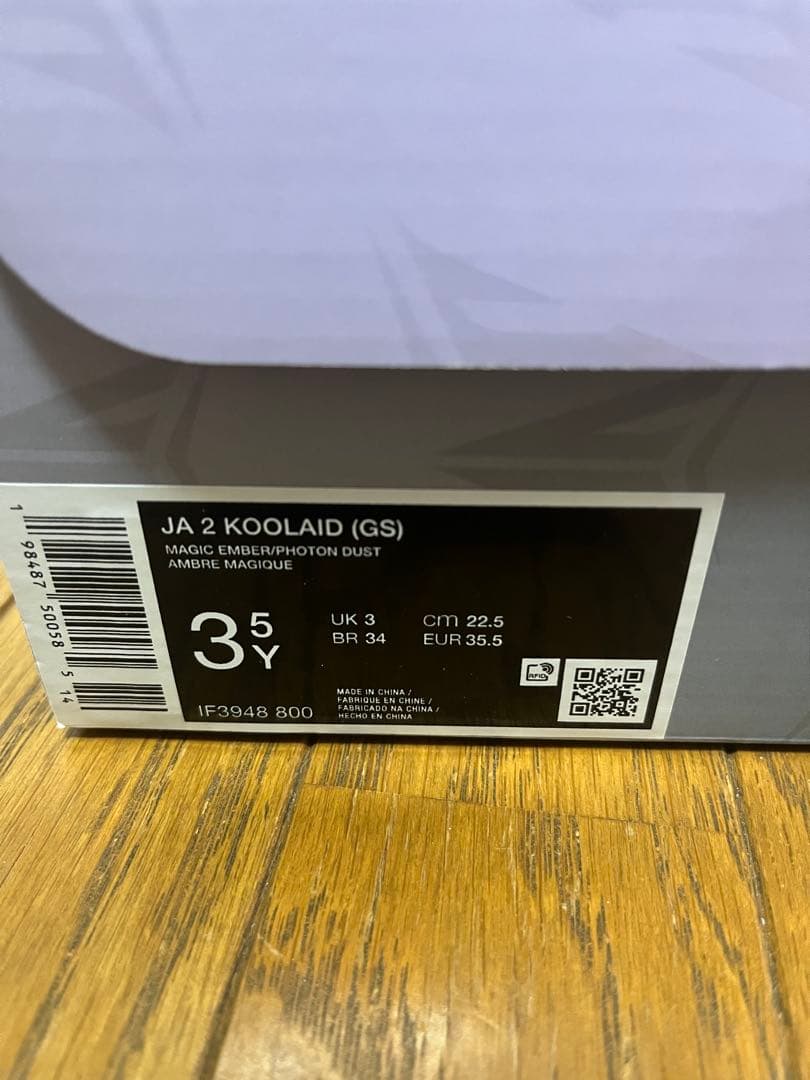 JA 2 KOOLAID (GS)
MAGIC EMBER/PHOTON DUST
AMBRE MAGIQUE
3 5 Y
UK 3
BR 34
cm 22.5
EUR 35.5
RFID
IF3948 800
MADE IN CHINA /
FABRIQUE EN CHINE /
FABRICADO NA CHINA /
HECHO EN CHINA
1 98487 50058 5 14